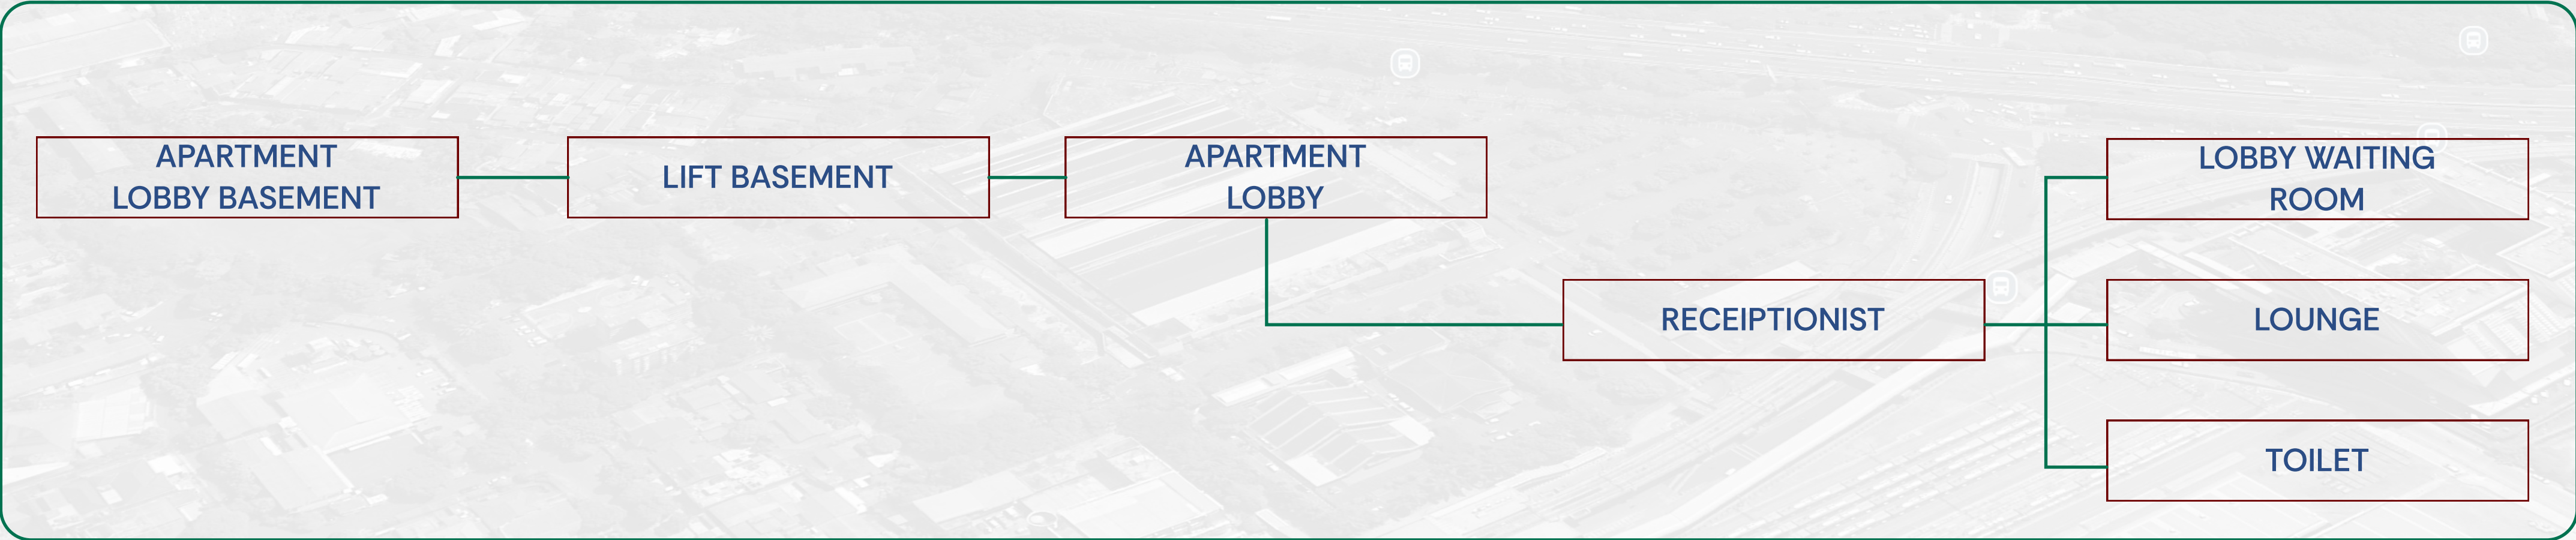 APARTMENT
LOBBY BASEMENT
LIFT BASEMENT
APARTMENT
LOBBY
RECEIPTIONIST
LOBBY WAITING
ROOM
LOUNGE
TOILET